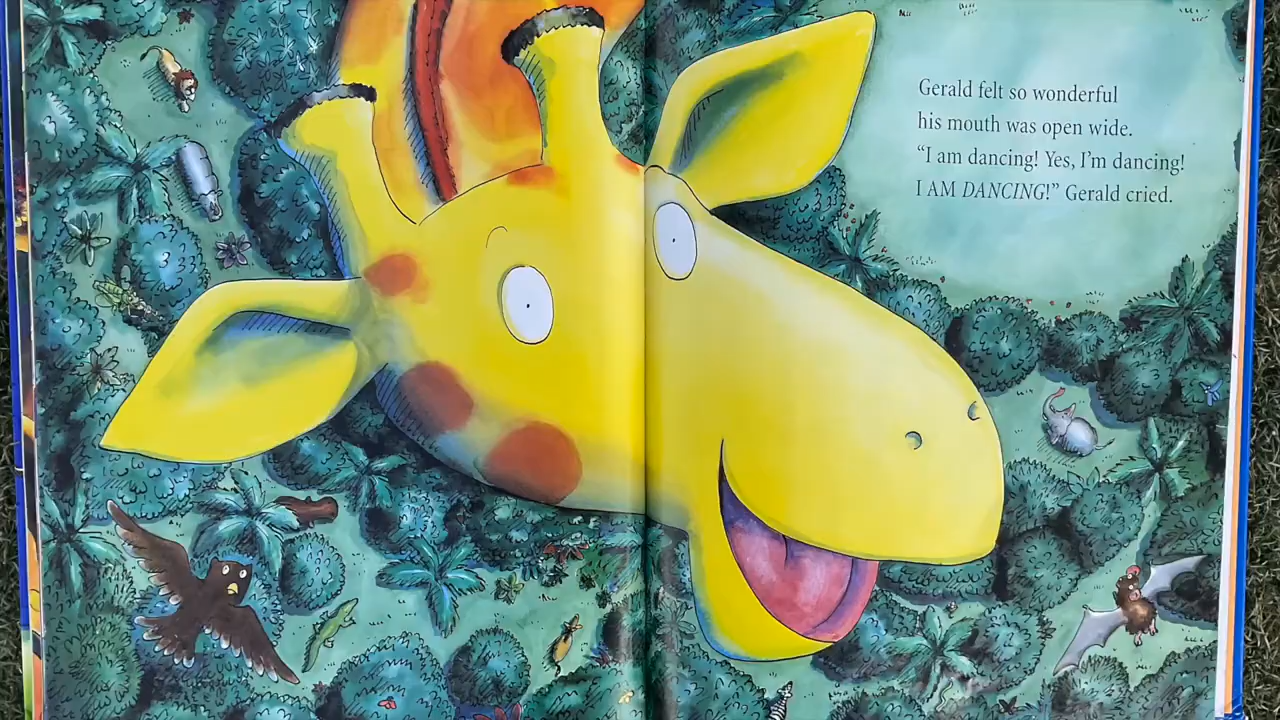 Gerald felt so wonderful
his mouth was open wide.
“I am dancing! Yes, I’m dancing!
I AM DANCING!” Gerald cried.